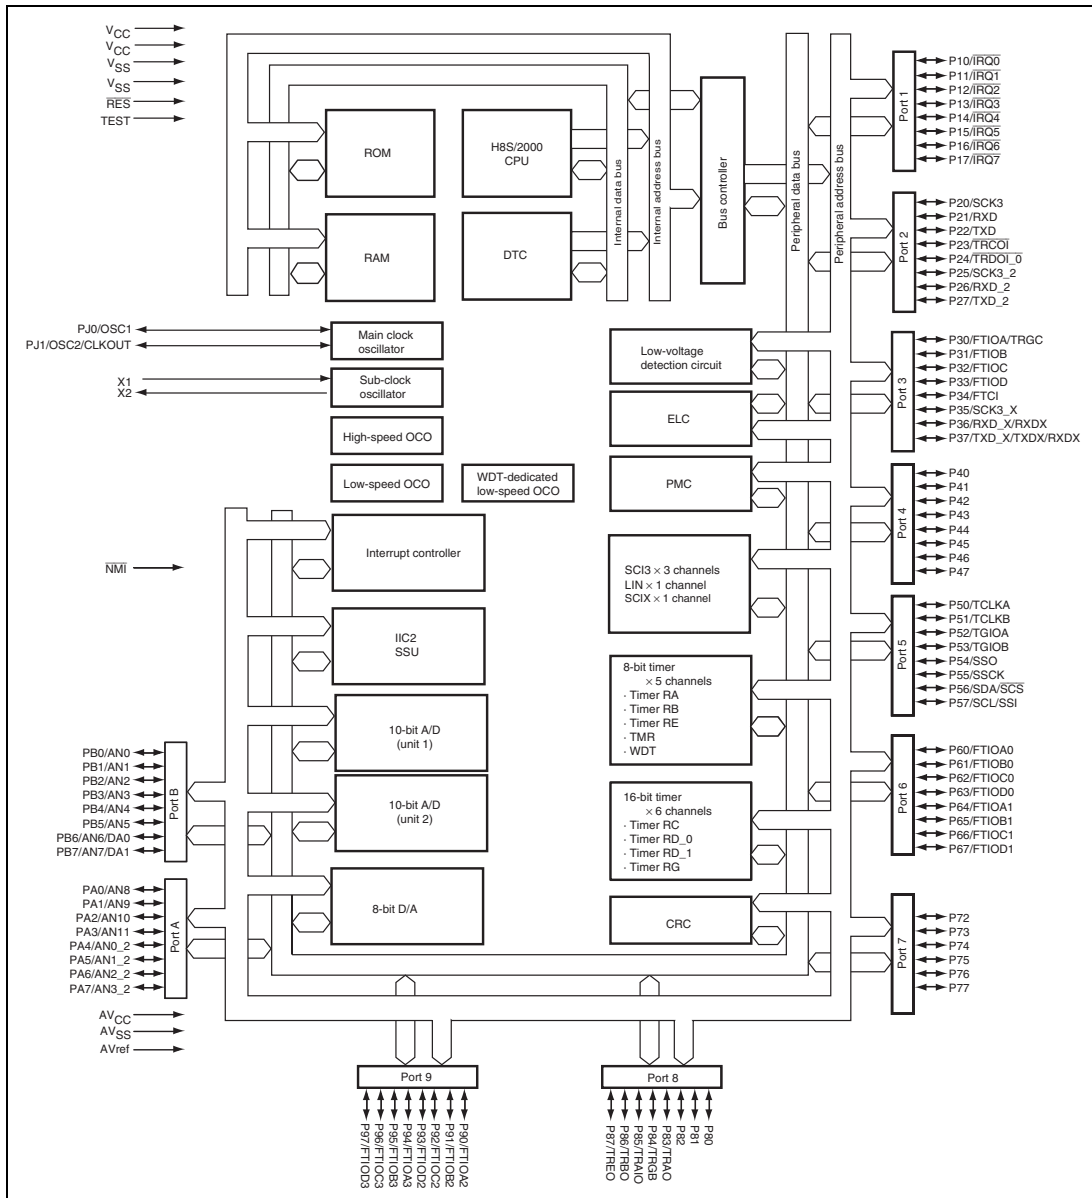 VCC
VCC
VSS
VSS
RES
TEST
ROM
RAM
H8S/2000
CPU
DTC
Internal data bus
Internal address bus
Bus controller
Peripheral data bus
Peripheral address bus
Port 1
P10/IRQ0
P11/IRQ1
P12/IRQ2
P13/IRQ3
P14/IRQ4
P15/IRQ5
P16/IRQ6
P17/IRQ7
Port 2
P20/SCK3
P21/RXD
P22/TXD
P23/TRCOI
P24/TRDOI_0
P25/SCK3_2
P26/RXD_2
P27/TXD_2
PJ0/OSC1
PJ1/OSC2/CLKOUT
X1
X2
Main clock
oscillator
Sub-clock
oscillator
High-speed OCO
Low-speed OCO
WDT-dedicated
low-speed OCO
Low-voltage
detection circuit
ELC
PMC
Port 3
P30/FTIOA/TRGC
P31/FTIOB
P32/FTIOC
P33/FTIOD
P34/FTCI
P35/SCK3_X
P36/RXD_X/RXDX
P37/TXD_X/TXDX/RXDX
Port 4
P40
P41
P42
P43
P44
P45
P46
P47
NMI
Interrupt controller
IIC2
SSU
10-bit A/D
(unit 1)
10-bit A/D
(unit 2)
8-bit D/A
SCI3 × 3 channels
LIN × 1 channel
SCIX × 1 channel
8-bit timer
× 5 channels
· Timer RA
· Timer RB
· Timer RE
· TMR
· WDT
16-bit timer
× 6 channels
· Timer RC
· Timer RD_0
· Timer RD_1
· Timer RG
CRC
Port 5
P50/TCLKA
P51/TCLKB
P52/TGIOA
P53/TGIOB
P54/SSO
P55/SSCK
P56/SDA/SCS
P57/SCL/SSI
Port 6
P60/FTIOA0
P61/FTIOB0
P62/FTIOC0
P63/FTIOD0
P64/FTIOA1
P65/FTIOB1
P66/FTIOC1
P67/FTIOD1
Port 7
P72
P73
P74
P75
P76
P77
PB0/AN0
PB1/AN1
PB2/AN2
PB3/AN3
PB4/AN4
PB5/AN5
PB6/AN6/DA0
PB7/AN7/DA1
Port B
PA0/AN8
PA1/AN9
PA2/AN10
PA3/AN11
PA4/AN0_2
PA5/AN1_2
PA6/AN2_2
PA7/AN3_2
Port A
AVCC
AVSS
AVref
Port 9
P97/FTIOD3
P96/FTIOC3
P95/FTIOB3
P94/FTIOA3
P93/FTIOD2
P92/FTIOC2
P91/FTIOB2
P90/FTIOA2
Port 8
P87/TREO
P86/TRBO
P85/TRAIO
P84/TRGB
P83/TRAO
P82
P81
P80